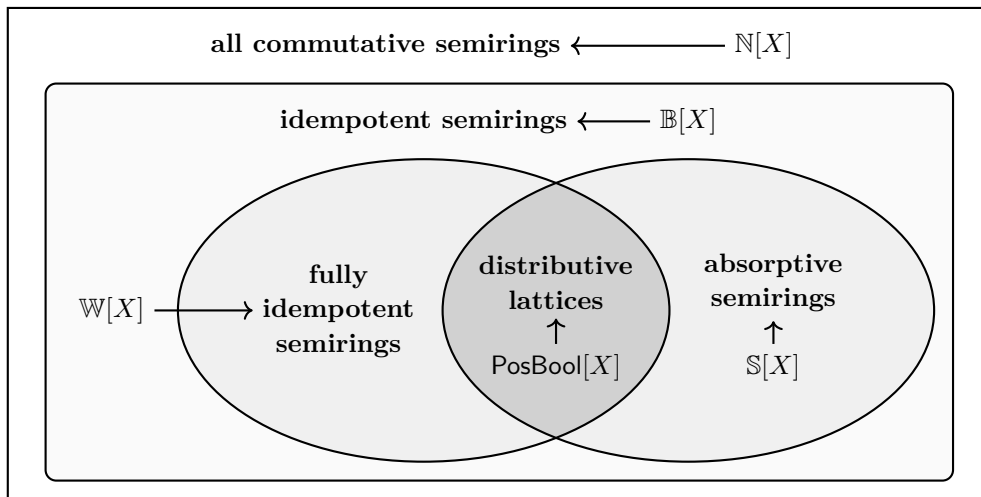 all commutative semirings ℕ[X]
idempotent semirings 𝔹[X]
fully
idempotent
semirings
𝕎[X]
distributive
lattices
PosBool[X]
absorptive
semirings
𝕊[X]